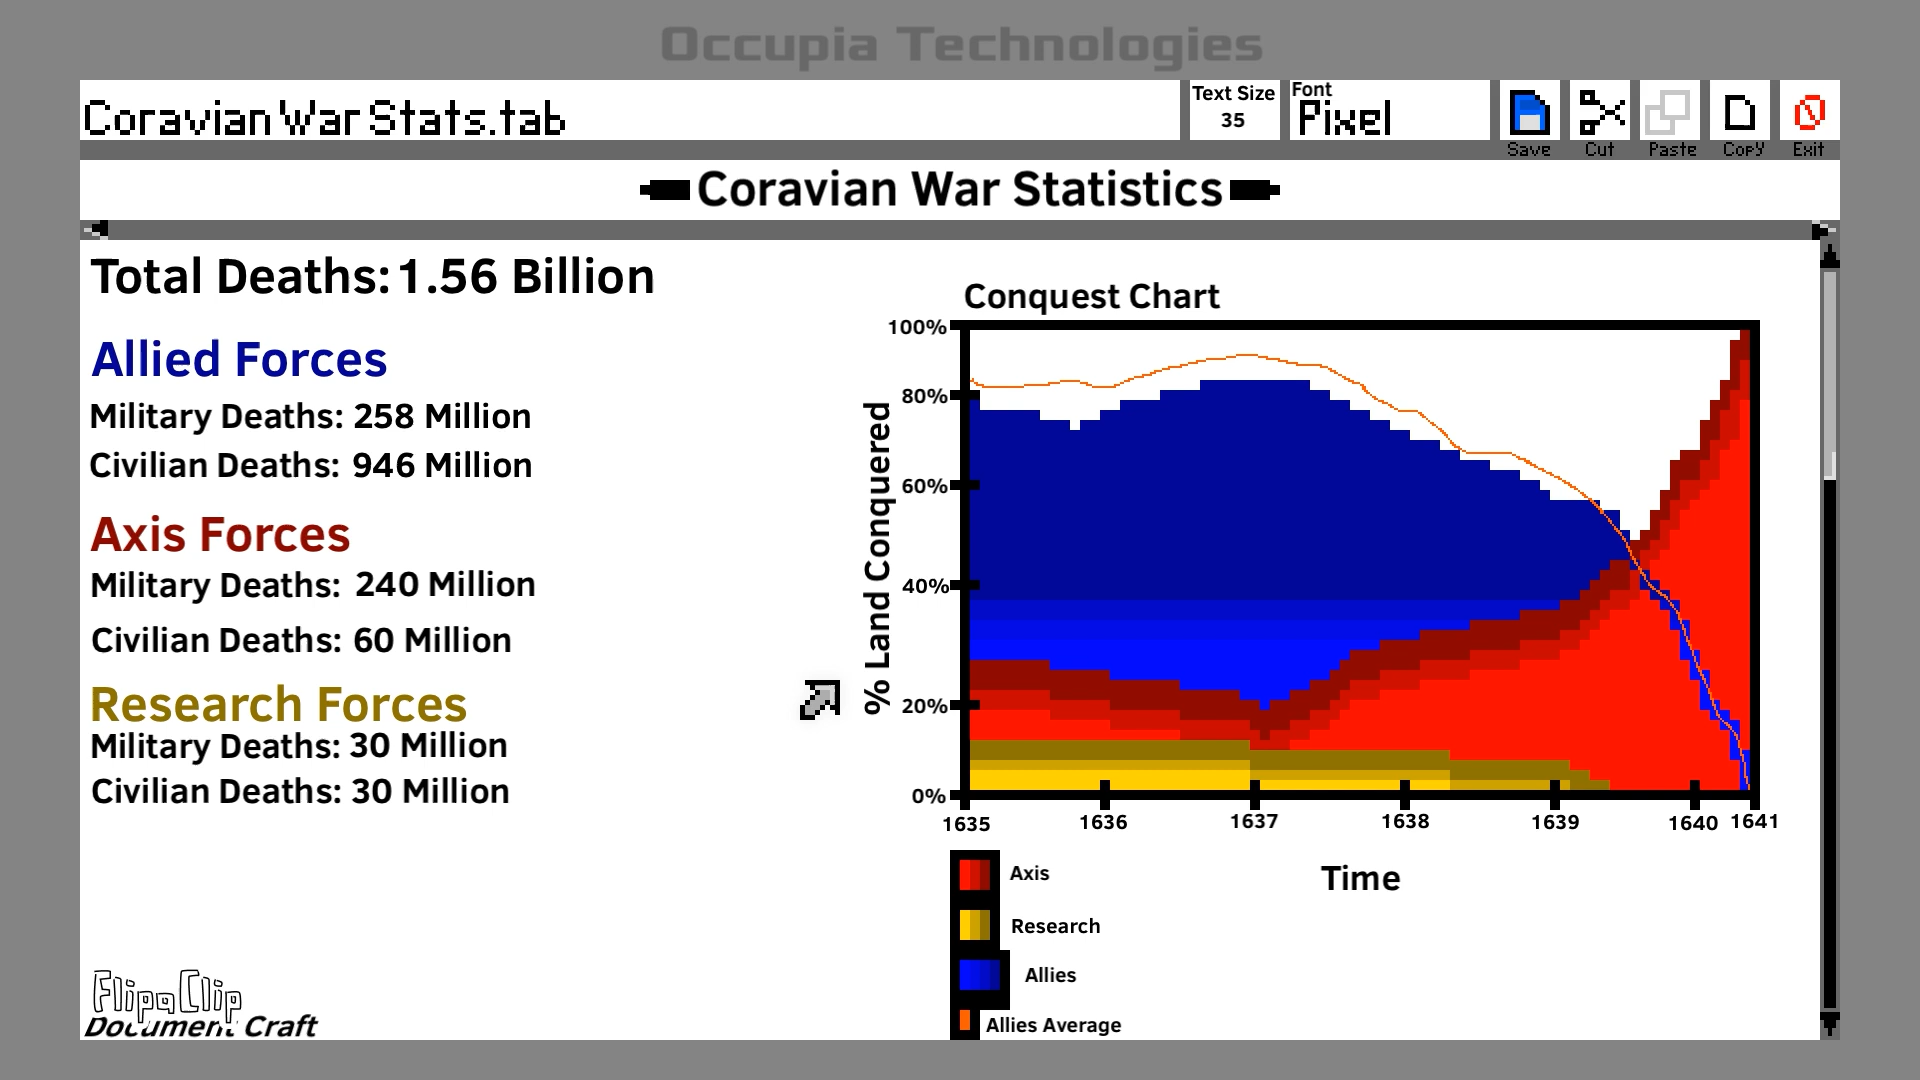 Occupia Technologies
Coravian War Stats.tab
Text Size
35
Font
Pixel
Save
Cut
Paste
Copy
Exit
Coravian War Statistics
Total Deaths: 1.56 Billion
Allied Forces
Military Deaths: 258 Million
Civilian Deaths: 946 Million
Axis Forces
Military Deaths: 240 Million
Civilian Deaths: 60 Million
Research Forces
Military Deaths: 30 Million
Civilian Deaths: 30 Million
Conquest Chart
% Land Conquered
100%
80%
60%
40%
20%
0%
1635
1636
1637
1638
1639
1640
1641
Time
Axis
Research
Allies
Allies Average
FlipaClip
Document Craft